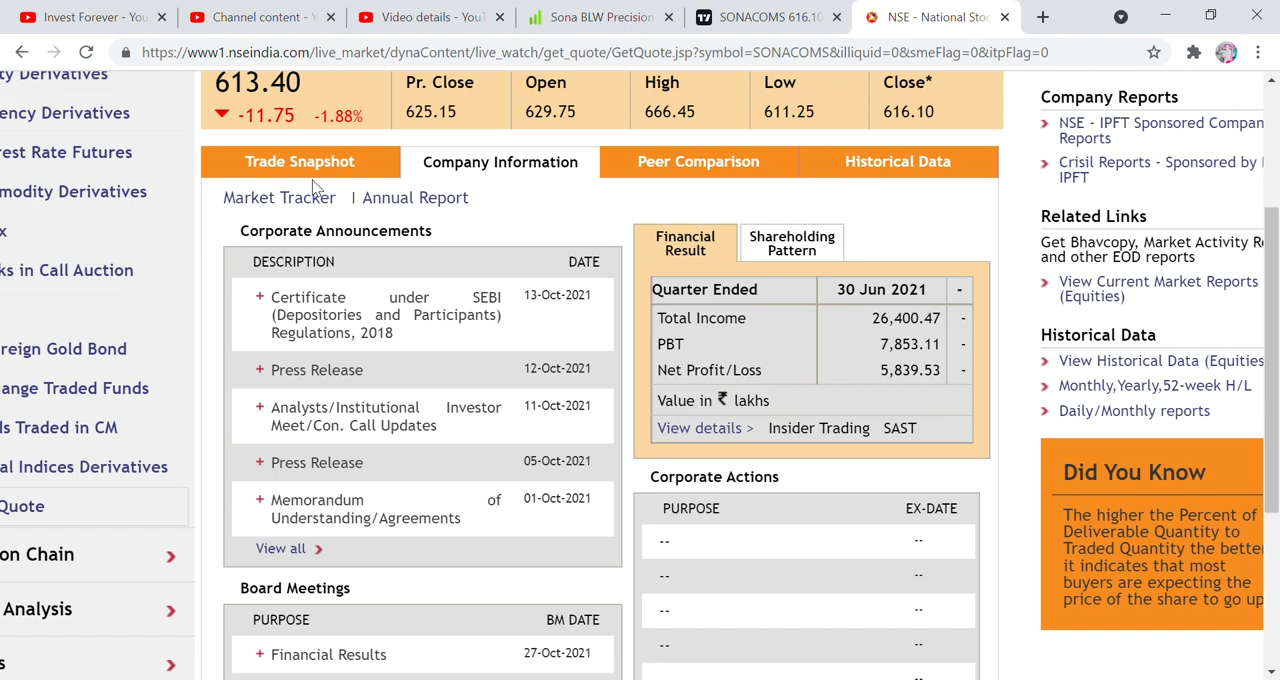 Invest Forever - You
Channel content - Y
Video details - YouT
Sona BLW Precision
SONACOMS 616.10
NSE - National Stoc
https://www1.nseindia.com/live_market/dynaContent/live_watch/get_quote/GetQuote.jsp?symbol=SONACOMS&illiquid=0&smeFlag=0&itpFlag=0
ty Derivatives
ency Derivatives
rest Rate Futures
modity Derivatives
x
ks in Call Auction
reign Gold Bond
hange Traded Funds
ds Traded in CM
al Indices Derivatives
Quote
on Chain
Analysis
s
613.40
-11.75 -1.88%
Pr. Close
625.15
Open
629.75
High
666.45
Low
611.25
Close*
616.10
Trade Snapshot
Company Information
Peer Comparison
Historical Data
Market Tracker | Annual Report
Corporate Announcements
DESCRIPTION DATE
+ Certificate under SEBI 13-Oct-2021
(Depositories and Participants)
Regulations, 2018
+ Press Release 12-Oct-2021
+ Analysts/Institutional Investor 11-Oct-2021
Meet/Con. Call Updates
+ Press Release 05-Oct-2021
+ Memorandum of 01-Oct-2021
Understanding/Agreements
View all
Board Meetings
PURPOSE BM DATE
+ Financial Results 27-Oct-2021
Financial
Result
Shareholding
Pattern
Quarter Ended 30 Jun 2021 -
Total Income 26,400.47 -
PBT 7,853.11 -
Net Profit/Loss 5,839.53 -
Value in ₹ lakhs
View details > Insider Trading SAST
Corporate Actions
PURPOSE EX-DATE
-- --
-- --
-- --
-- --
Company Reports
NSE - IPFT Sponsored Compan
Reports
Crisil Reports - Sponsored by
IPFT
Related Links
Get Bhavcopy, Market Activity Re
and other EOD reports
View Current Market Reports
(Equities)
Historical Data
View Historical Data (Equities
Monthly,Yearly,52-week H/L
Daily/Monthly reports
Did You Know
The higher the Percent of
Deliverable Quantity to
Traded Quantity the better
it indicates that most
buyers are expecting the
price of the share to go up